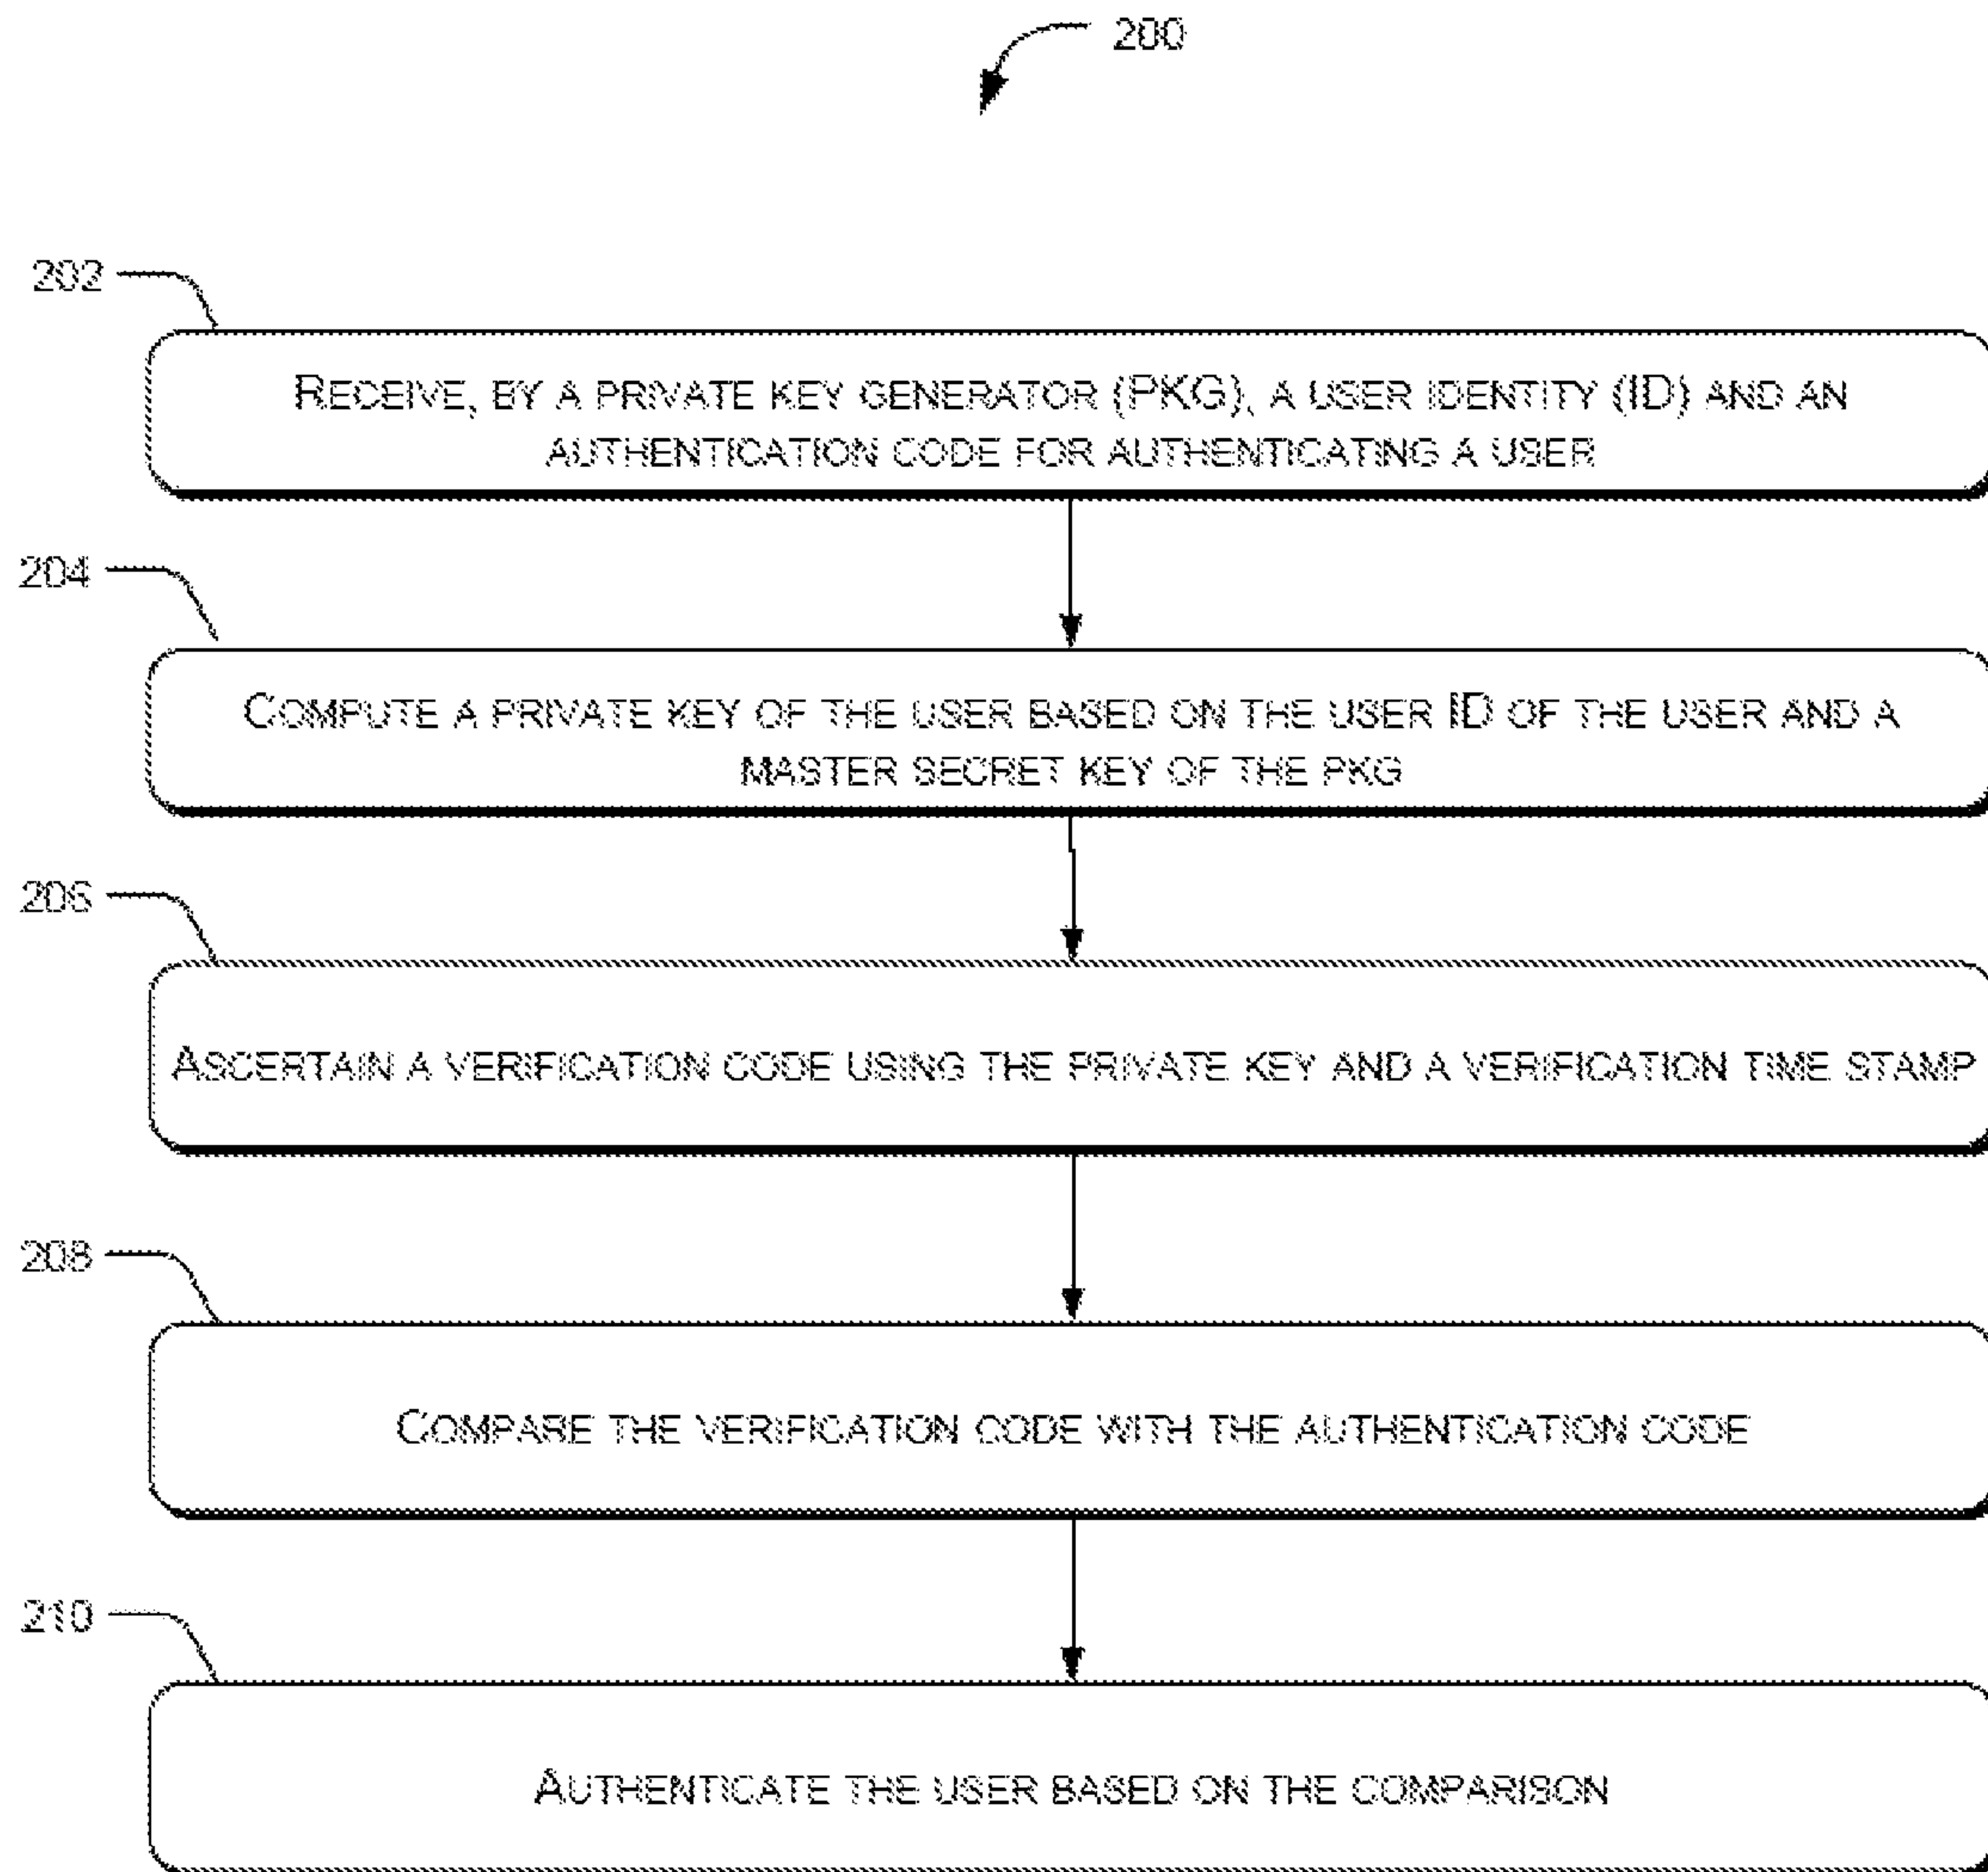 200
202
RECEIVE, BY A PRIVATE KEY GENERATOR (PKG), A USER IDENTITY (ID) AND AN
AUTHENTICATION CODE FOR AUTHENTICATING A USER
204
COMPUTE A PRIVATE KEY OF THE USER BASED ON THE USER ID OF THE USER AND A
MASTER SECRET KEY OF THE PKG
206
ASCERTAIN A VERIFICATION CODE USING THE PRIVATE KEY AND A VERIFICATION TIME STAMP
208
COMPARE THE VERIFICATION CODE WITH THE AUTHENTICATION CODE
210
AUTHENTICATE THE USER BASED ON THE COMPARISON